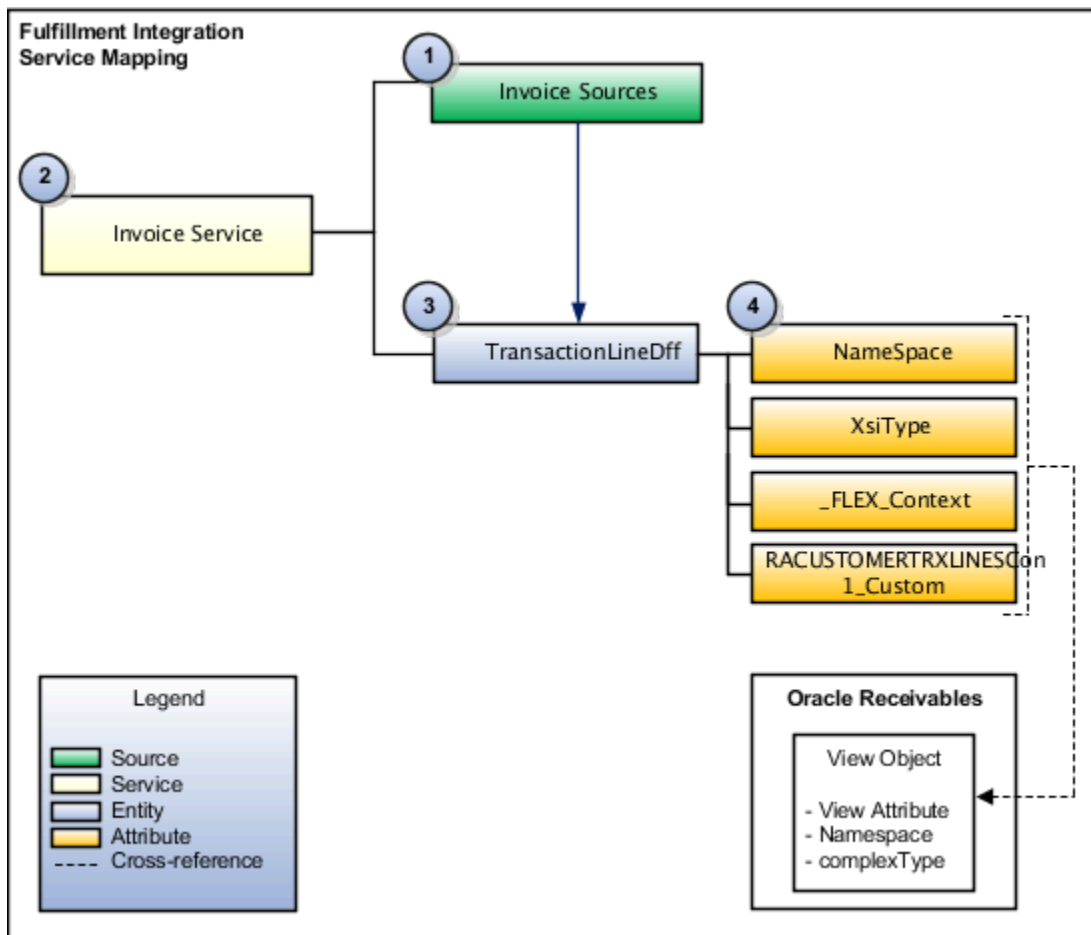 Fulfillment Integration
Service Mapping
1
Invoice Sources
2
Invoice Service
3
TransactionLineDff
4
NameSpace
XsiType
_FLEX_Context
RACUSTOMERTRXLINESCon
1_Custom
Legend
Source
Service
Entity
Attribute
Cross-reference
Oracle Receivables
View Object
- View Attribute
- Namespace
- complexType